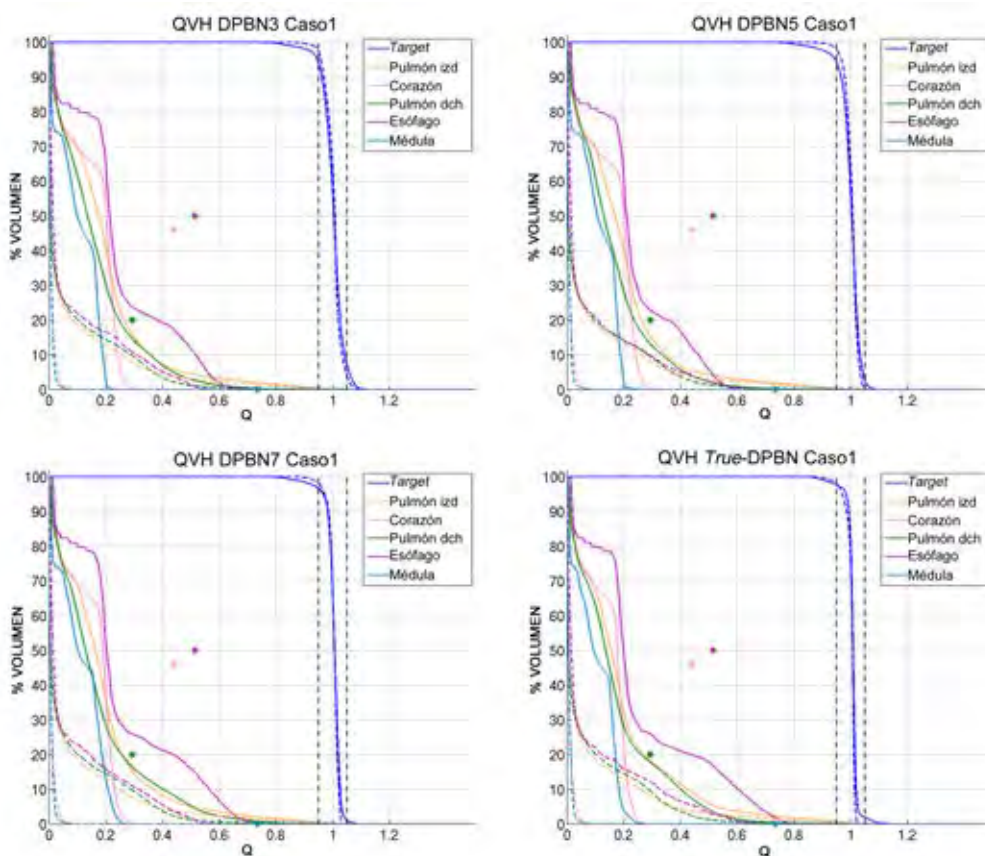 QVH DPBN3 Caso1
100
90
80
70
60
50
40
30
20
10
0
% VOLUMEN
0 0.2 0.4 0.6 0.8 1 1.2
Q
Target
Pulmón izd
Corazón
Pulmón dch
Esófago
Médula
QVH DPBN5 Caso1
100
90
80
70
60
50
40
30
20
10
0
% VOLUMEN
0 0.2 0.4 0.6 0.8 1 1.2
Q
Target
Pulmón izd
Corazón
Pulmón dch
Esófago
Médula
QVH DPBN7 Caso1
100
90
80
70
60
50
40
30
20
10
0
% VOLUMEN
0 0.2 0.4 0.6 0.8 1 1.2
Q
Target
Pulmón izd
Corazón
Pulmón dch
Esófago
Médula
QVH True-DPBN Caso1
100
90
80
70
60
50
40
30
20
10
0
% VOLUMEN
0 0.2 0.4 0.6 0.8 1 1.2
Q
Target
Pulmón izd
Corazón
Pulmón dch
Esófago
Médula